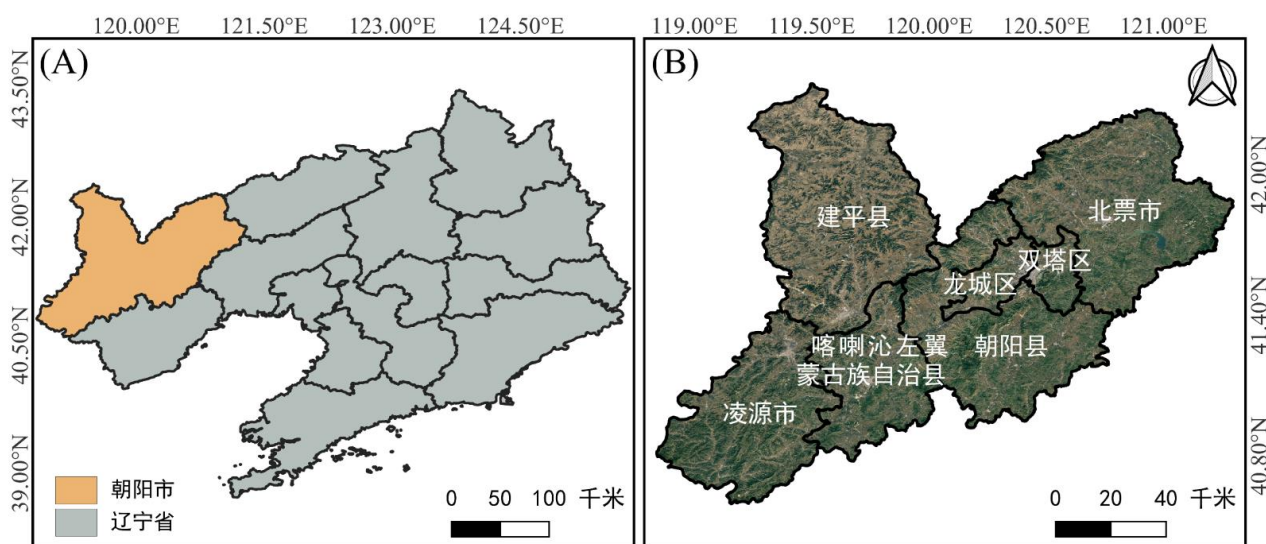 120.00°E 121.50°E 123.00°E 124.50°E
(A)
43.50°N
42.00°N
40.50°N
39.00°N
朝阳市
辽宁省
0 50 100 千米
119.00°E 119.50°E 120.00°E 120.50°E 121.00°E
(B)
建平县
北票市
双塔区
龙城区
喀喇沁左翼
蒙古族自治县
朝阳县
凌源市
42.00°N
41.40°N
40.80°N
0 20 40 千米